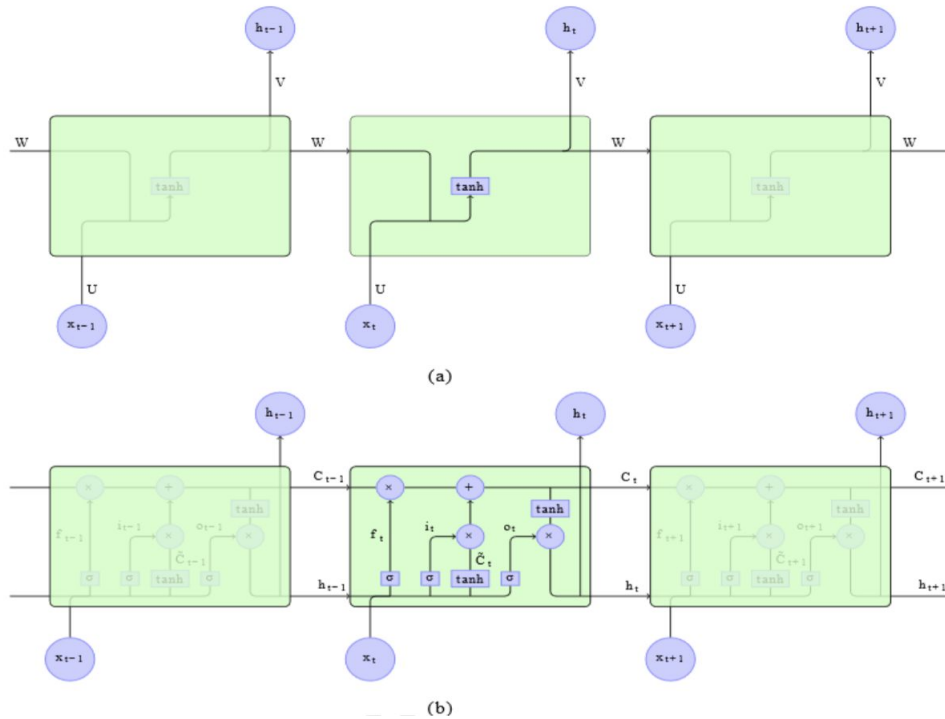 h t−1 h t h t+1
V V V
W W W W
tanh tanh tanh
U U U
x t−1 x t x t+1
(a)
h t−1 h t h t+1
C t−1 C t C t+1
× + × + × +
tanh tanh tanh
f t−1 i t−1 o t−1 f t i t o t f t+1 i t+1 o t+1
× × × × × ×
C̃ t−1 C̃ t C̃ t+1
σ σ tanh σ σ σ tanh σ σ σ tanh σ
h t−1 h t h t+1
x t−1 x t x t+1
(b)